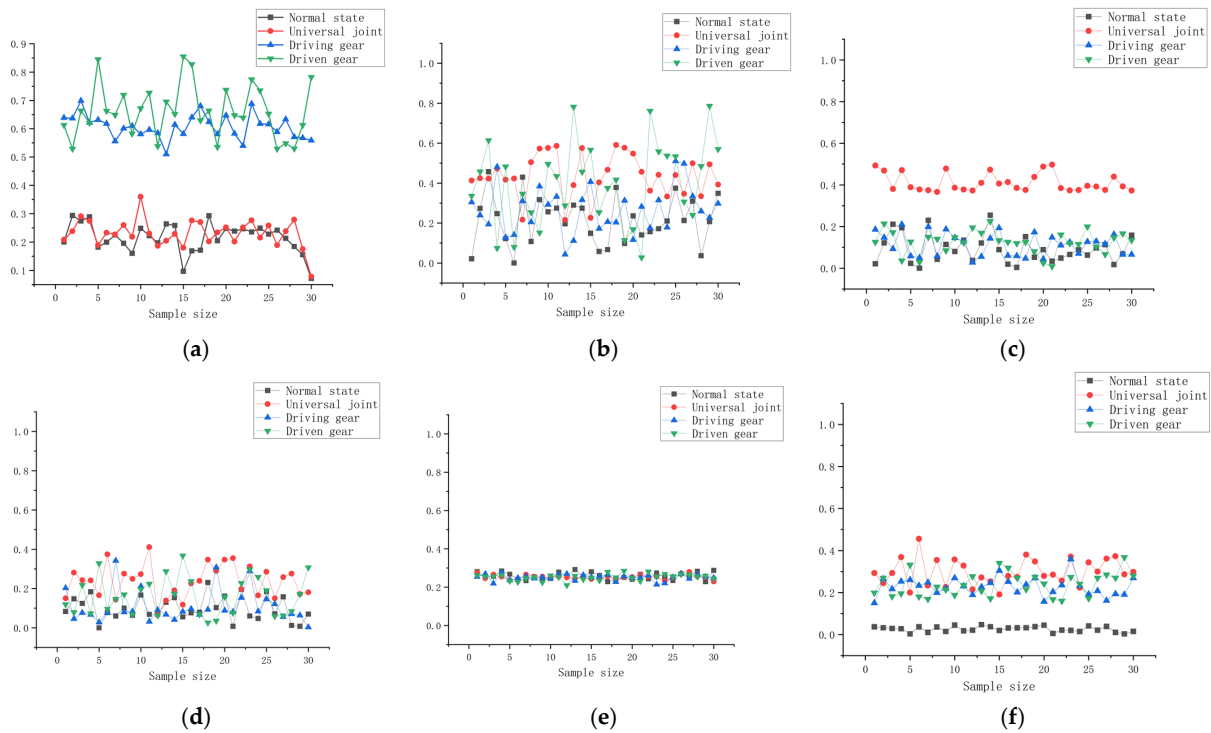 Normal state
Universal joint
Driving gear
Driven gear
0.9
0.8
0.7
0.6
0.5
0.4
0.3
0.2
0.1
0 5 10 15 20 25 30
Sample size
(a)
Normal state
Universal joint
Driving gear
Driven gear
1.0
0.8
0.6
0.4
0.2
0.0
0 5 10 15 20 25 30
Sample size
(b)
Normal state
Universal joint
Driving gear
Driven gear
1.0
0.8
0.6
0.4
0.2
0.0
0 5 10 15 20 25 30
Sample size
(c)
Normal state
Universal joint
Driving gear
Driven gear
1.0
0.8
0.6
0.4
0.2
0.0
0 5 10 15 20 25 30
Sample size
(d)
Normal state
Universal joint
Driving gear
Driven gear
1.0
0.8
0.6
0.4
0.2
0.0
0 5 10 15 20 25 30
Sample size
(e)
Normal state
Universal joint
Driving gear
Driven gear
1.0
0.8
0.6
0.4
0.2
0.0
0 5 10 15 20 25 30
Sample size
(f)